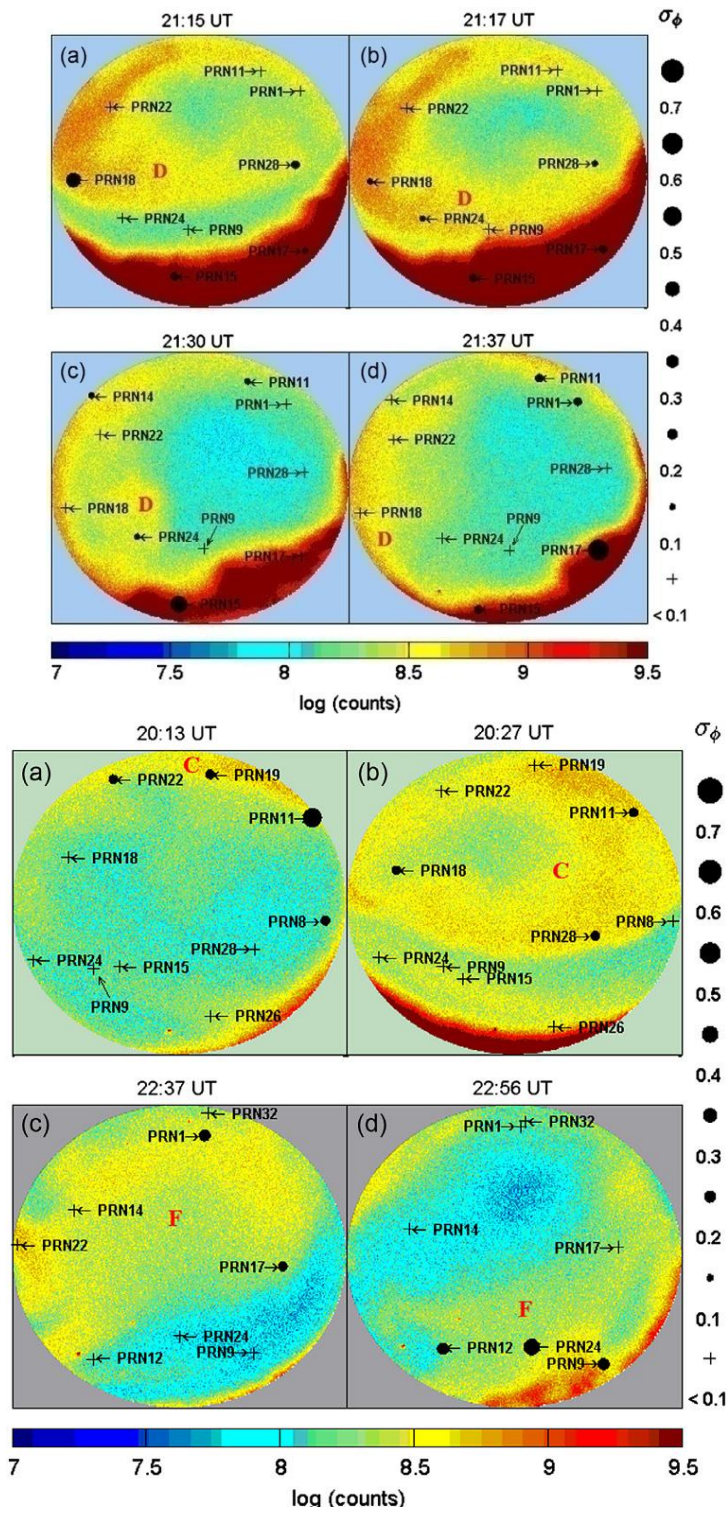 21:15 UT 21:17 UT σϕ
(a) PRN11→ PRN1→ ←PRN22 PRN28→ ←PRN18 D ←PRN24 ←PRN9 PRN17→ ←PRN15
(b) PRN11→ PRN1→ ←PRN22 PRN28→ ←PRN18 D ←PRN24 ←PRN9 PRN17→ ←PRN15
0.7
0.6
0.5
0.4
21:30 UT 21:37 UT
(c) ←PRN11 ←PRN14 PRN1→ ←PRN22 PRN28→ ←PRN18 D PRN9 ←PRN24 PRN17→ ←PRN15
(d) ←PRN11 ←PRN14 PRN1→ ←PRN22 PRN28→ ←PRN18 PRN9 ←PRN24 D PRN17→ ←PRN15
0.3
0.2
0.1
< 0.1
7 7.5 8 8.5 9 9.5
log (counts)
20:13 UT 20:27 UT σϕ
(a) C ←PRN19 ←PRN22 PRN11→ ←PRN18 PRN8→ PRN28→ ←PRN24 ←PRN15 PRN9 ←PRN26
(b) ←PRN19 ←PRN22 PRN11→ ←PRN18 C PRN8→ PRN28→ ←PRN24 ←PRN9 ←PRN15 ←PRN26
0.7
0.6
0.5
0.4
22:37 UT 22:56 UT
(c) ←PRN32 PRN1→ ←PRN14 F ←PRN22 PRN17→ ←PRN24 PRN9→ ←PRN12
(d) ←PRN32 PRN1→ ←PRN14 PRN17→ F ←PRN12 ←PRN24 PRN9→
0.3
0.2
0.1
< 0.1
7 7.5 8 8.5 9 9.5
log (counts)